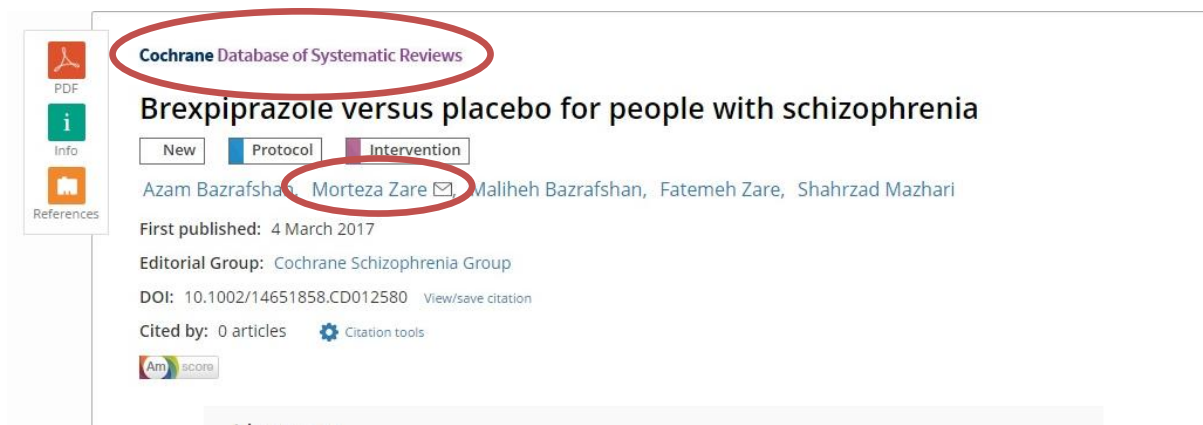 PDF
Info
References
Cochrane Database of Systematic Reviews
Brexpiprazole versus placebo for people with schizophrenia
New Protocol Intervention
Azam Bazrafshan, Morteza Zare, Maliheh Bazrafshan, Fatemeh Zare, Shahrzad Mazhari
First published: 4 March 2017
Editorial Group: Cochrane Schizophrenia Group
DOI: 10.1002/14651858.CD012580 View/save citation
Cited by: 0 articles Citation tools
Am score